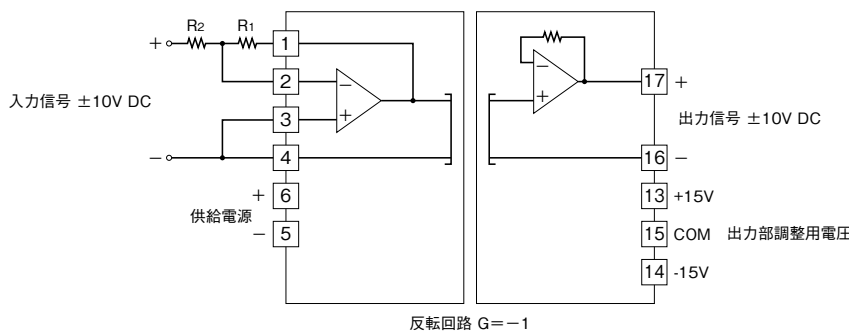 R2 R1
+
1
2
3
4
6
5
入力信号 ±10V DC
−
+
供給電源
−
−
+
−
+
17 +
出力信号 ±10V DC
16 −
13 +15V
15 COM 出力部調整用電圧
14 -15V
反転回路 G=−1